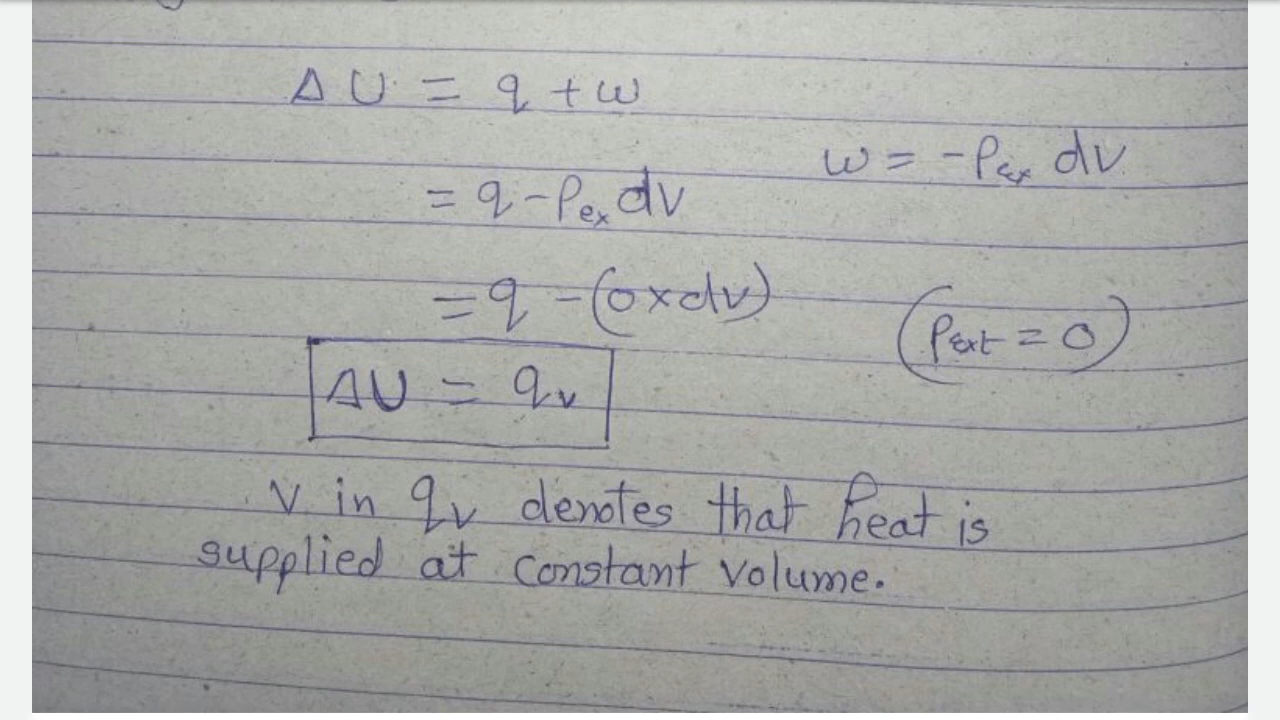 ΔU = q + w
w = -Pex dv
= q - Pex dv
= q - (0 x dv)
(Pext = 0)
ΔU = qv
v in qv denotes that heat is
supplied at constant volume.